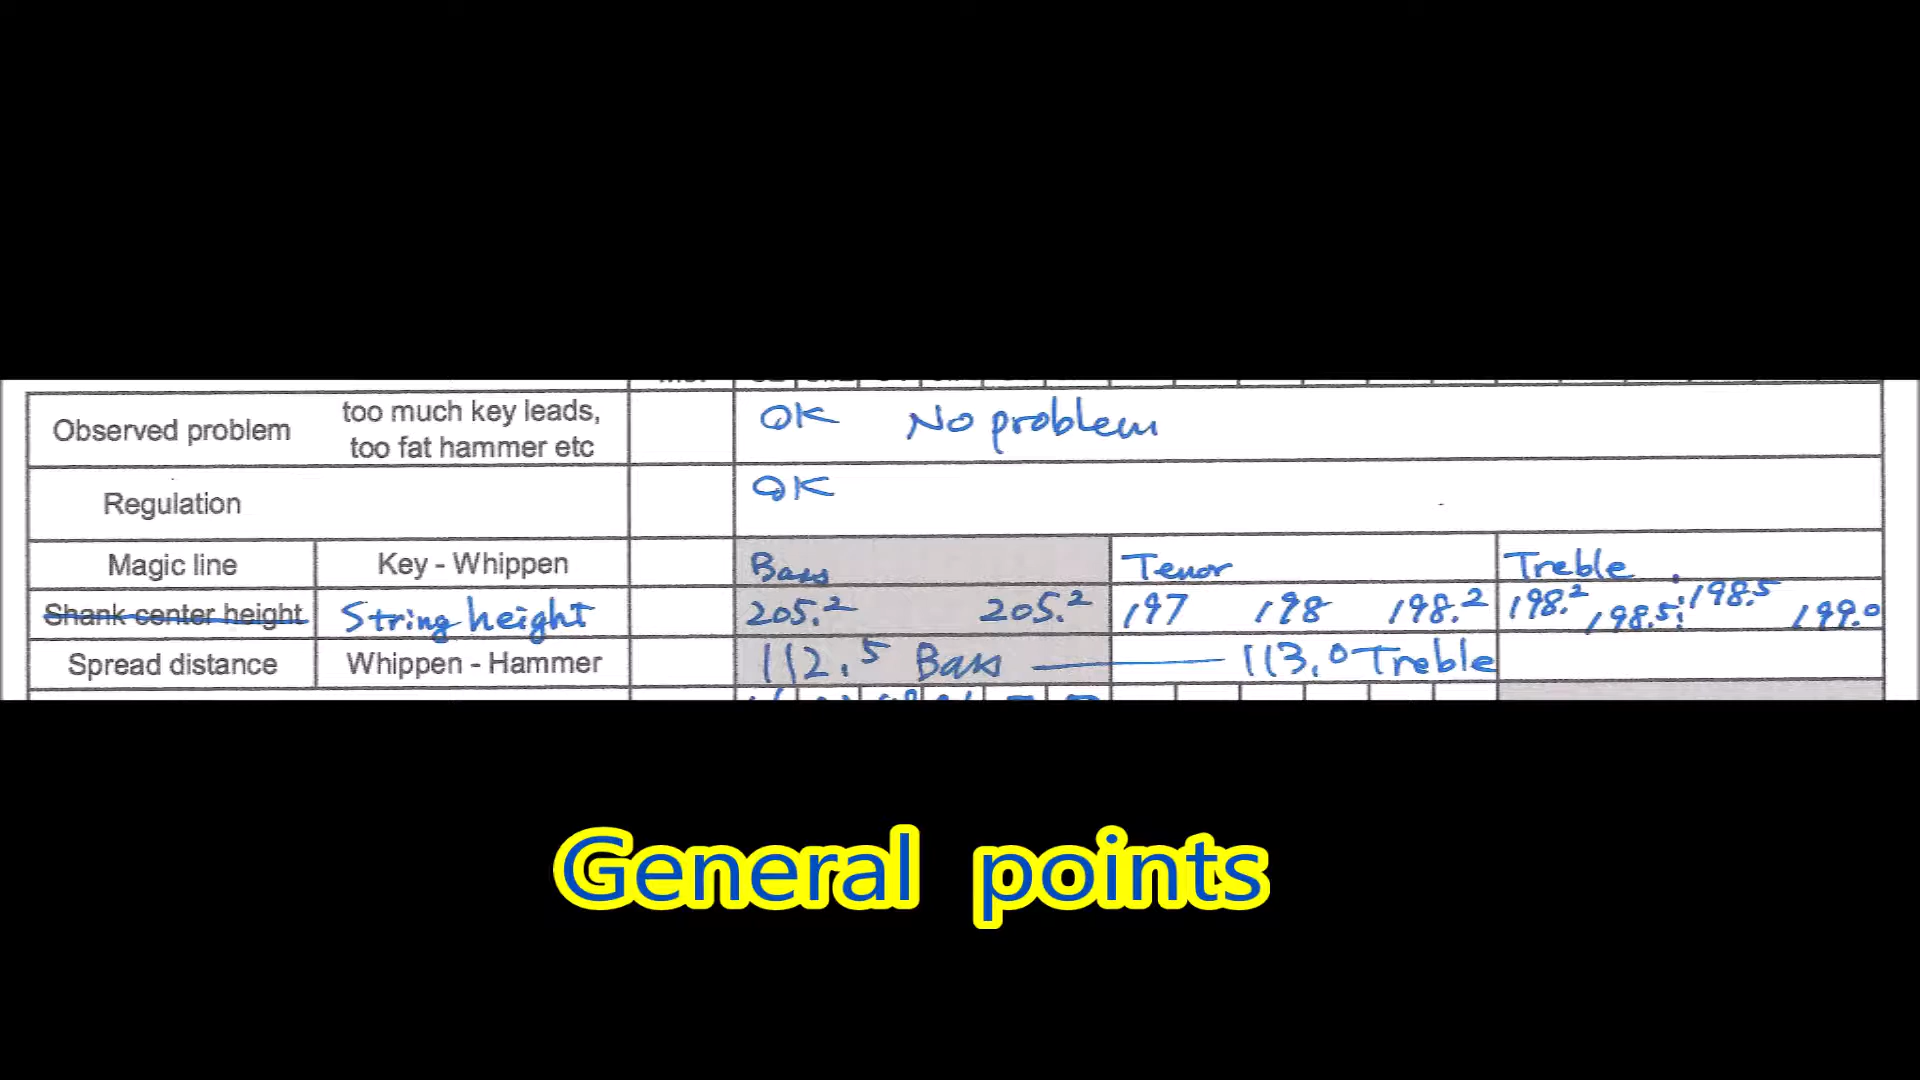 Observed problem too much key leads, too fat hammer etc OK No problem
Regulation OK
Magic line Key - Whippen Bass Tenor Treble
Shank center height String height 205.2 205.2 197 198 198.2 198.2 198.5 198.5 199.0
Spread distance Whippen - Hammer 112.5 Bass 113.0 Treble
General points